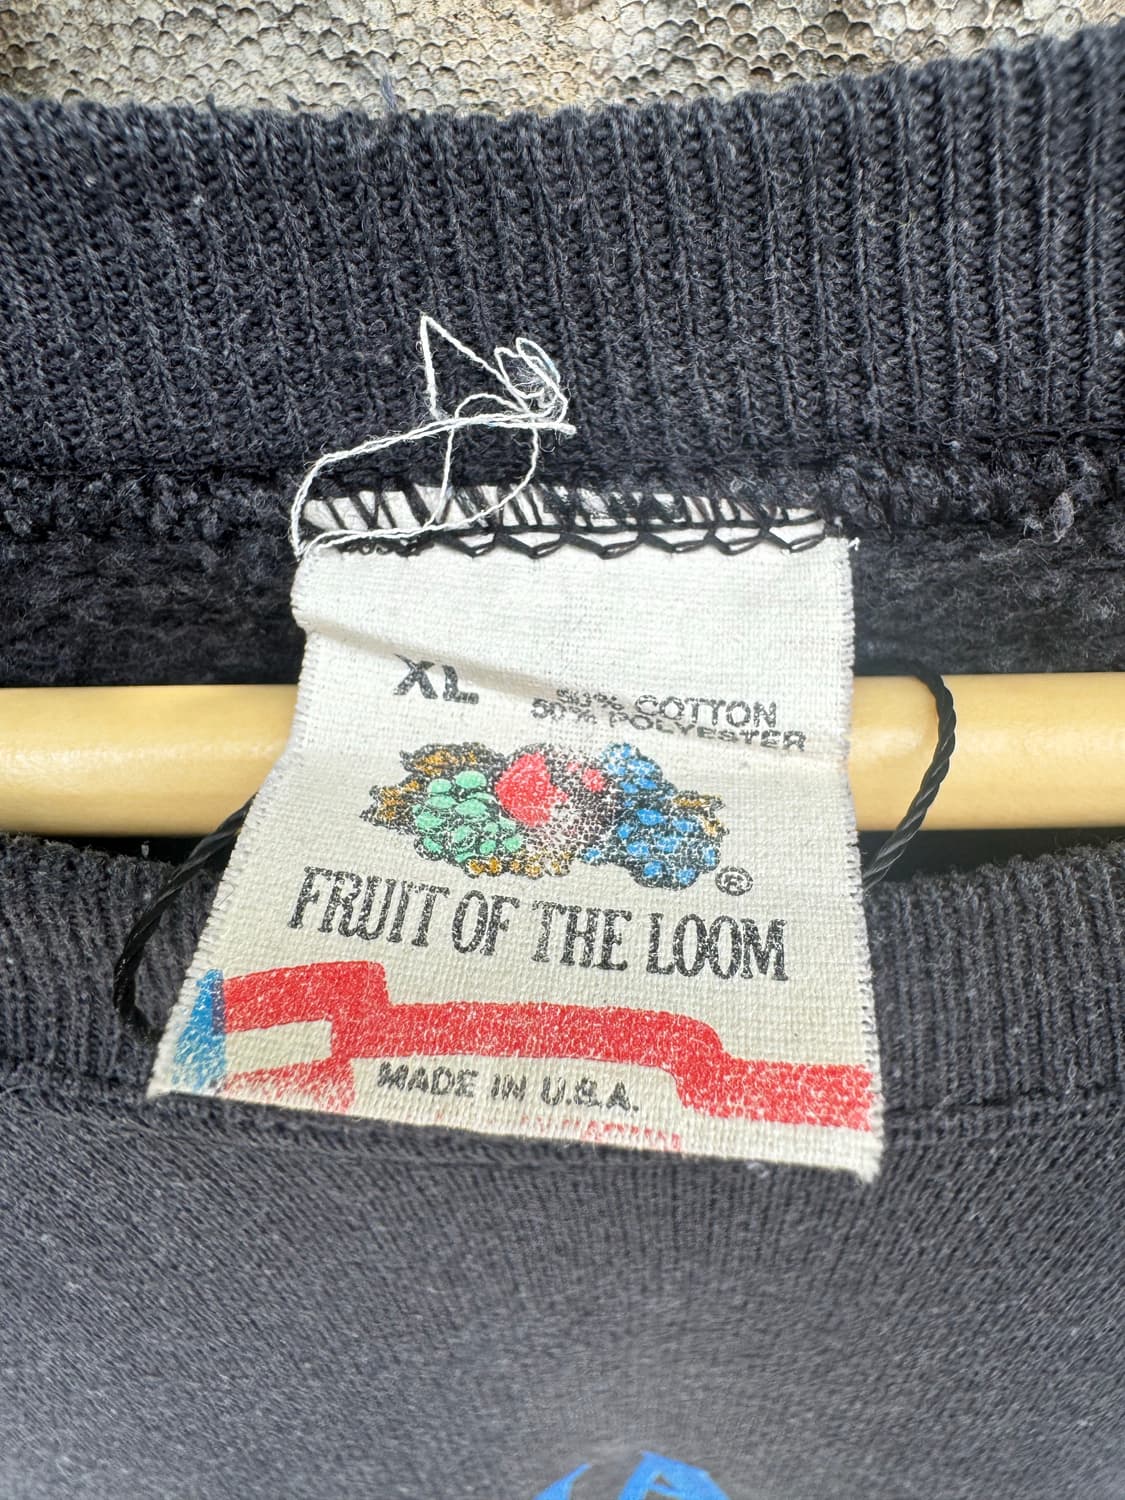 XL
50% COTTON
50% POLYESTER
®
FRUIT OF THE LOOM
MADE IN U.S.A.